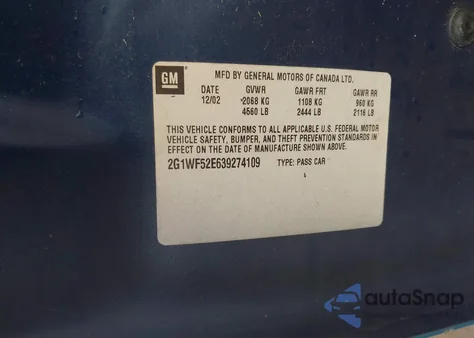 GM
MFD BY GENERAL MOTORS OF CANADA LTD.
DATE GVWR GAWR FRT GAWR RR
12/02 2068 KG 1108 KG 960 KG
4560 LB 2444 LB 2116 LB
THIS VEHICLE CONFORMS TO ALL APPLICABLE U.S. FEDERAL MOTOR
VEHICLE SAFETY, BUMPER, AND THEFT PREVENTION STANDARDS IN
EFFECT ON THE DATE OF MANUFACTURE SHOWN ABOVE.
2G1WF52E639274109 TYPE: PASS CAR
autoSnap